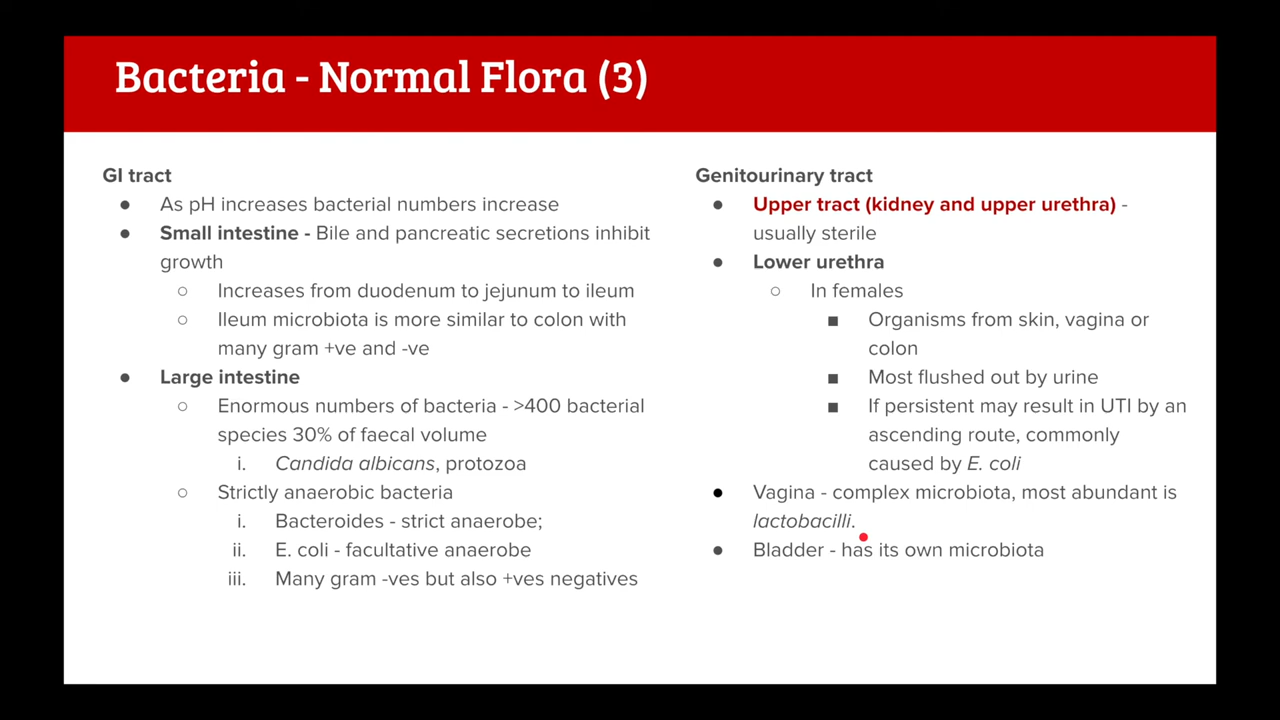 Bacteria - Normal Flora (3)
GI tract
● As pH increases bacterial numbers increase
● Small intestine - Bile and pancreatic secretions inhibit
growth
○ Increases from duodenum to jejunum to ileum
○ Ileum microbiota is more similar to colon with
many gram +ve and -ve
● Large intestine
○ Enormous numbers of bacteria - >400 bacterial
species 30% of faecal volume
i. Candida albicans, protozoa
○ Strictly anaerobic bacteria
i. Bacteroides - strict anaerobe;
ii. E. coli - facultative anaerobe
iii. Many gram -ves but also +ves negatives
Genitourinary tract
● Upper tract (kidney and upper urethra) -
usually sterile
● Lower urethra
○ In females
■ Organisms from skin, vagina or
colon
■ Most flushed out by urine
■ If persistent may result in UTI by an
ascending route, commonly
caused by E. coli
● Vagina - complex microbiota, most abundant is
lactobacilli.
● Bladder - has its own microbiota